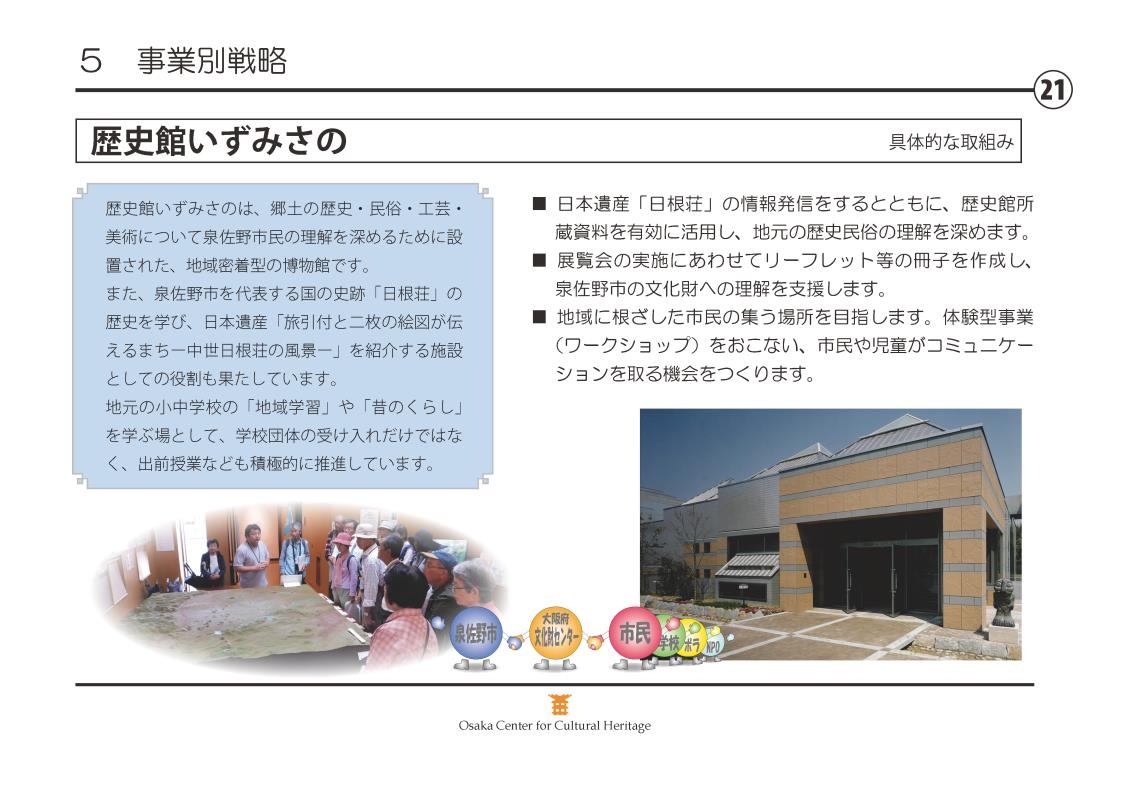 5　事業別戦略
21
歴史館いずみさの
具体的な取組み
歴史館いずみさのは、郷土の歴史・民俗・工芸・
美術について泉佐野市民の理解を深めるために設
置された、地域密着型の博物館です。
また、泉佐野市を代表する国の史跡「日根荘」の
歴史を学び、日本遺産「旅引付と二枚の絵図が伝
えるまち－中世日根荘の風景－」を紹介する施設
としての役割も果たしています。
地元の小中学校の「地域学習」や「昔のくらし」
を学ぶ場として、学校団体の受け入れだけではな
く、出前授業なども積極的に推進しています。
■ 日本遺産「日根荘」の情報発信をするとともに、歴史館所
蔵資料を有効に活用し、地元の歴史民俗の理解を深めます。
■ 展覧会の実施にあわせてリーフレット等の冊子を作成し、
泉佐野市の文化財への理解を支援します。
■ 地域に根ざした市民の集う場所を目指します。体験型事業
（ワークショップ）をおこない、市民や児童がコミュニケー
ションを取る機会をつくります。
泉佐野市
大阪府
文化財センター
市民
学校
ボラ
NPO
Osaka Center for Cultural Heritage